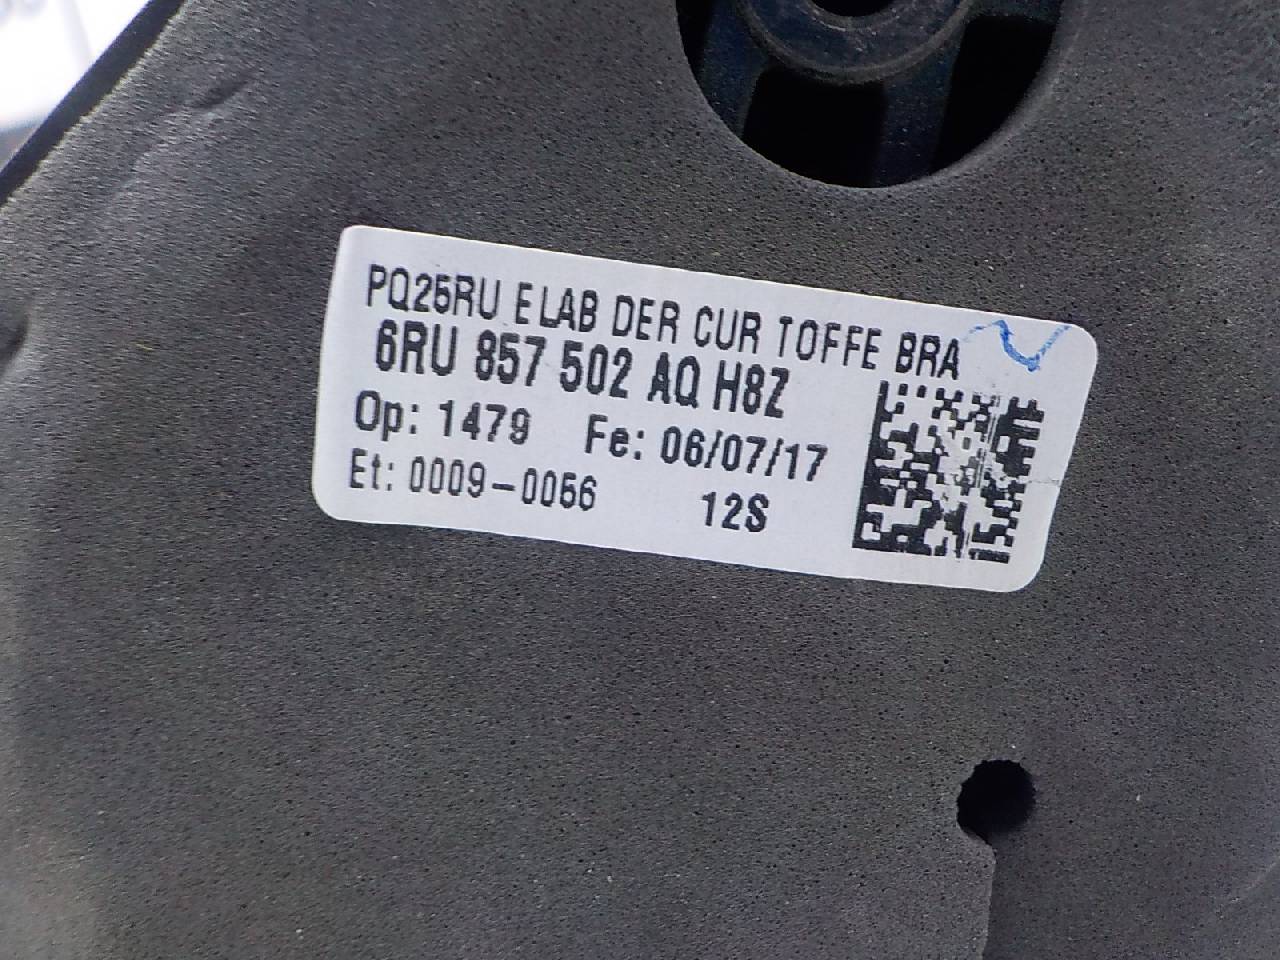 PQ25RU ELAB DER CUR TOFFE BRA
6RU 857 502 AQ H8Z
Op: 1479 Fe: 06/07/17
Et: 0009-0056 12S